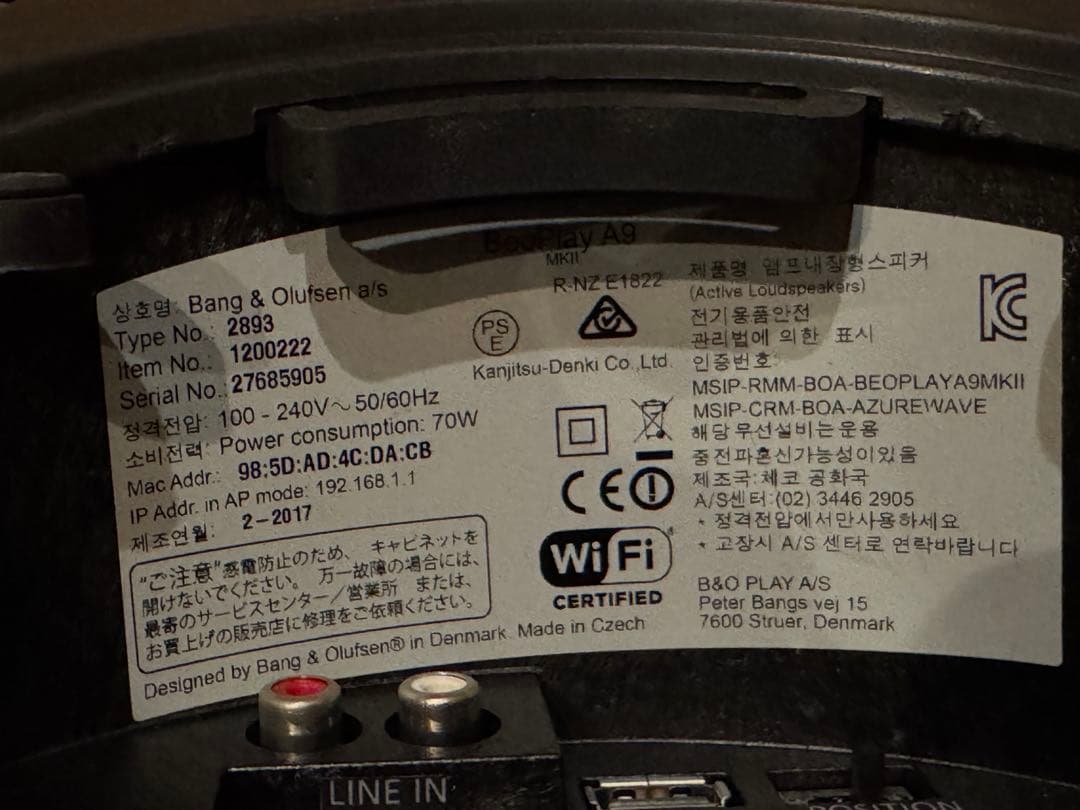 BeoPlay A9
MKII
상호명: Bang & Olufsen a/s
Type No.: 2893
Item No.: 1200222
Serial No.: 27685905
정격전압: 100 - 240V~ 50/60Hz
소비전력: Power consumption: 70W
Mac Addr.: 98:5D:AD:4C:DA:CB
IP Addr. in AP mode: 192.168.1.1
제조연월: 2-2017
"ご注意"感電防止のため、 キャビネットを
開けないでください。 万一故障の場合には、
最寄のサービスセンター/営業所 または、
お買上げの販売店に修理をご依頼ください。
Designed by Bang & Olufsen® in Denmark Made in Czech
R-NZ E1822
PS
E
Kanjitsu-Denki Co.,Ltd.
CE
Wi Fi
CERTIFIED
제품명 앰프내장형스피커
(Active Loudspeakers)
전기용품안전
관리법에 의한 표시
인증번호:
MSIP-RMM-BOA-BEOPLAYA9MKII
MSIP-CRM-BOA-AZUREWAVE
해당무선설비는운용
중전파혼신가능성이있음
제조국:체코 공화국
A/S센터:(02) 3446 2905
* 정격전압에서만사용하세요
* 고장시 A/S 센터로 연락바랍니다
B&O PLAY A/S
Peter Bangs vej 15
7600 Struer, Denmark
KC
LINE IN